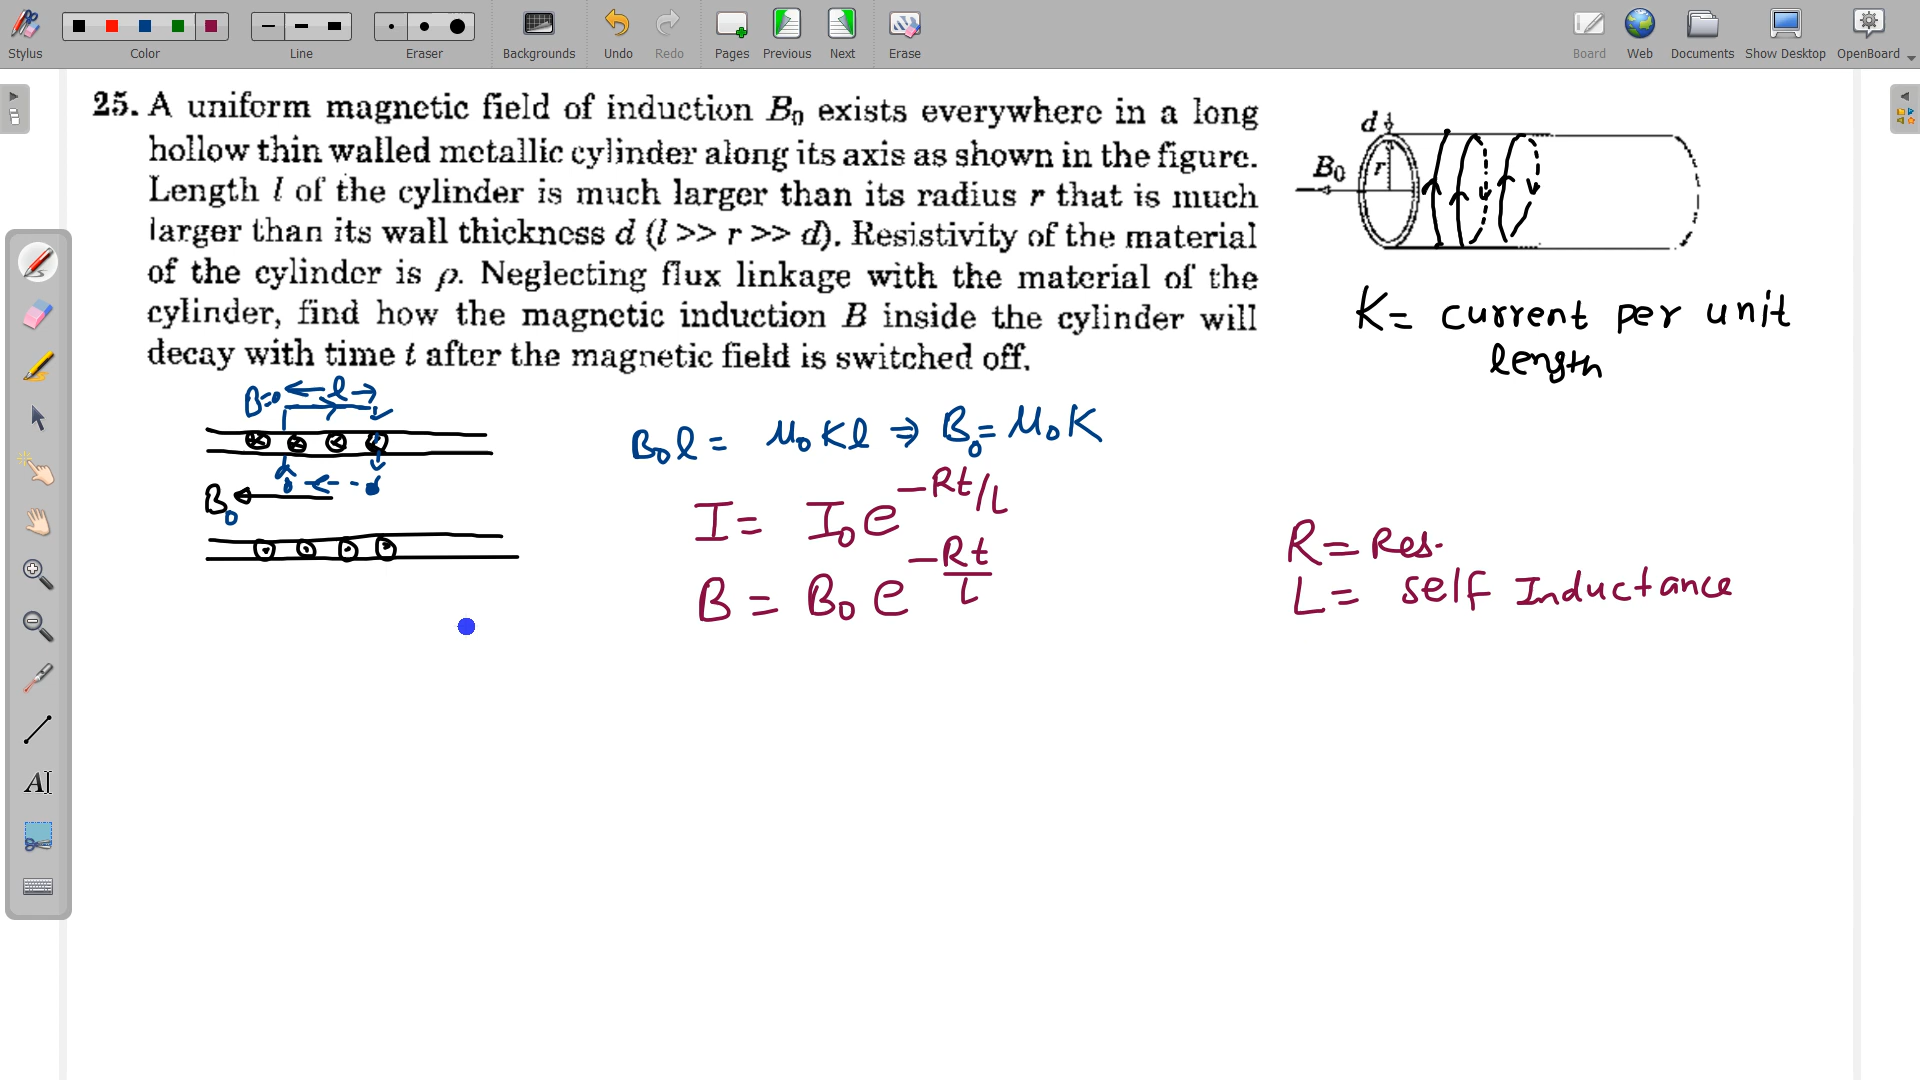 Stylus Color Line Eraser Backgrounds Undo Redo Pages Previous Next Erase Board Web Documents Show Desktop OpenBoard
25. A uniform magnetic field of induction B₀ exists everywhere in a long
hollow thin walled metallic cylinder along its axis as shown in the figure.
Length l of the cylinder is much larger than its radius r that is much
larger than its wall thickness d (l >> r >> d). Resistivity of the material
of the cylinder is ρ. Neglecting flux linkage with the material of the
cylinder, find how the magnetic induction B inside the cylinder will
decay with time t after the magnetic field is switched off.
d
B₀ r
K = current per unit
length
B=0 l
B₀
B₀l = μ₀Kl ⇒ B₀ = μ₀K
I = I₀e^(-Rt/L)
B = B₀e^(-Rt/L)
R = Res.
L = self Inductance
AI